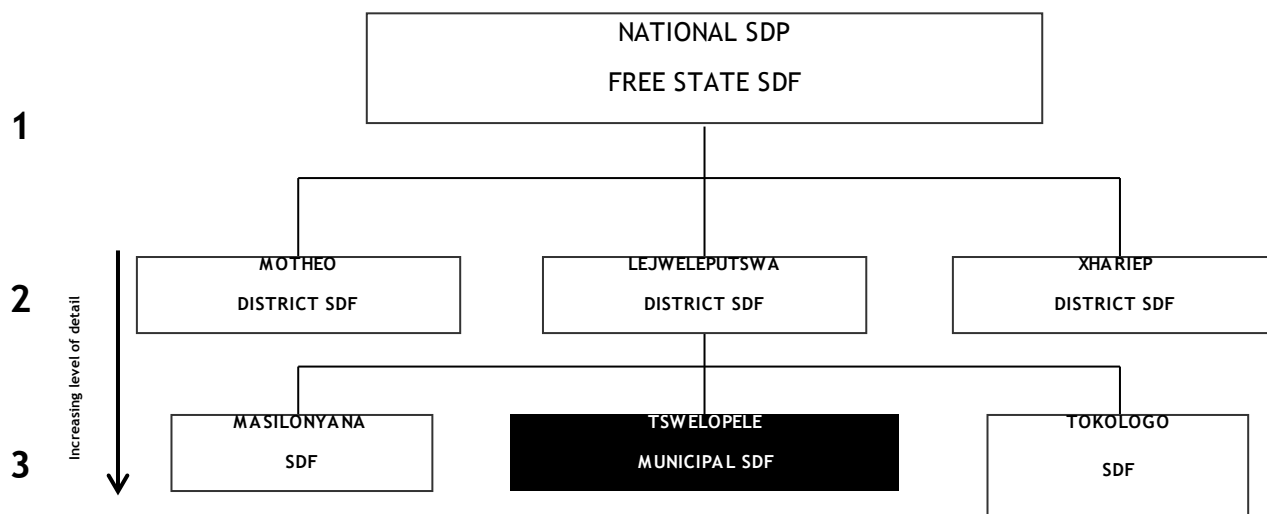 NATIONAL SDP
FREE STATE SDF
1
MOTHEO
DISTRICT SDF
LEJWELEPUTSWA
DISTRICT SDF
XHARIEP
DISTRICT SDF
2
Increasing level of detail
MASILONYANA
SDF
TSWELOPELE
MUNICIPAL SDF
TOKOLOGO
SDF
3